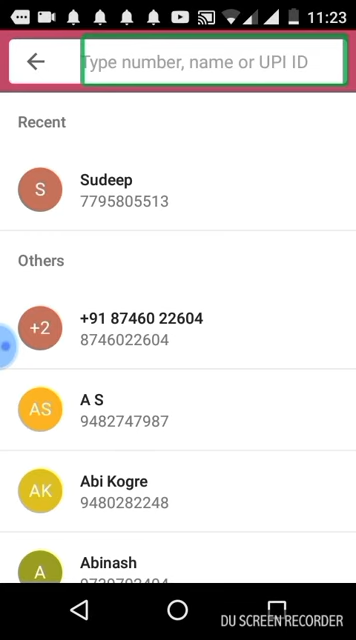 11:23
Type number, name or UPI ID
Recent
S
Sudeep
7795805513
Others
+2
+91 87460 22604
8746022604
AS
A S
9482747987
AK
Abi Kogre
9480282248
A
Abinash
DU SCREEN RECORDER